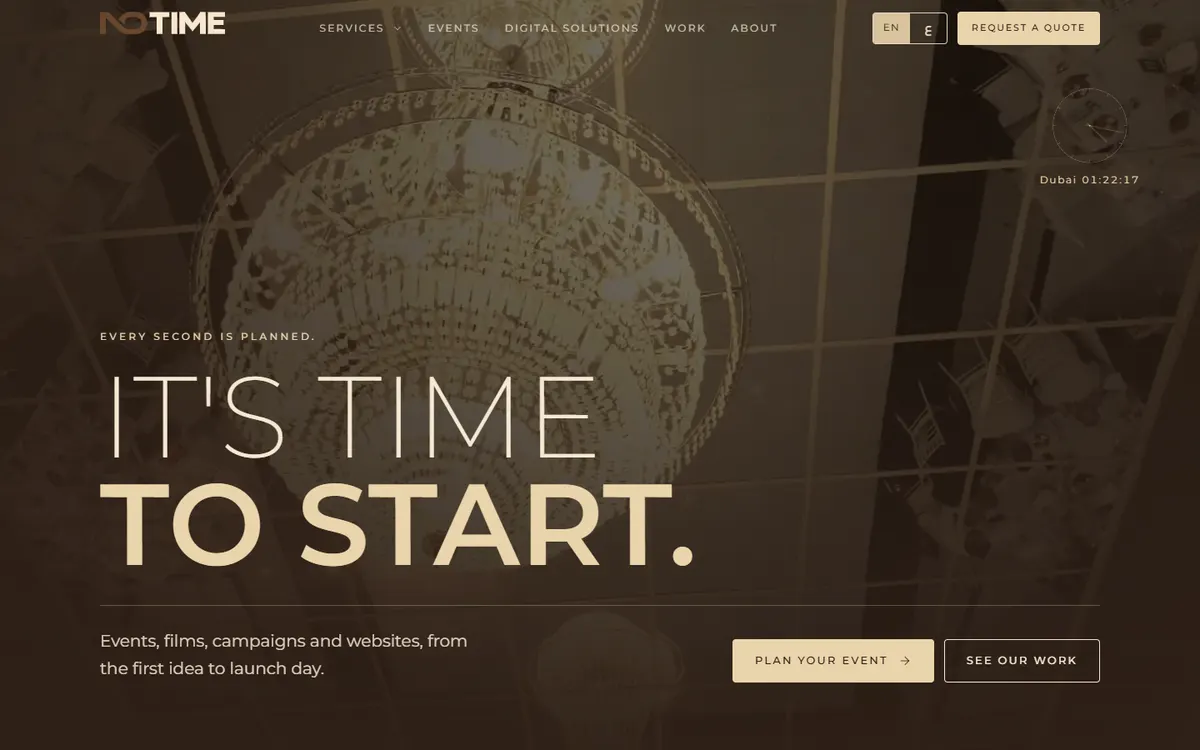 NOTIME
SERVICES
EVENTS
DIGITAL SOLUTIONS
WORK
ABOUT
EN
ع
REQUEST A QUOTE
Dubai 01:22:17
EVERY SECOND IS PLANNED.
IT'S TIME
TO START.
Events, films, campaigns and websites, from
the first idea to launch day.
PLAN YOUR EVENT →
SEE OUR WORK